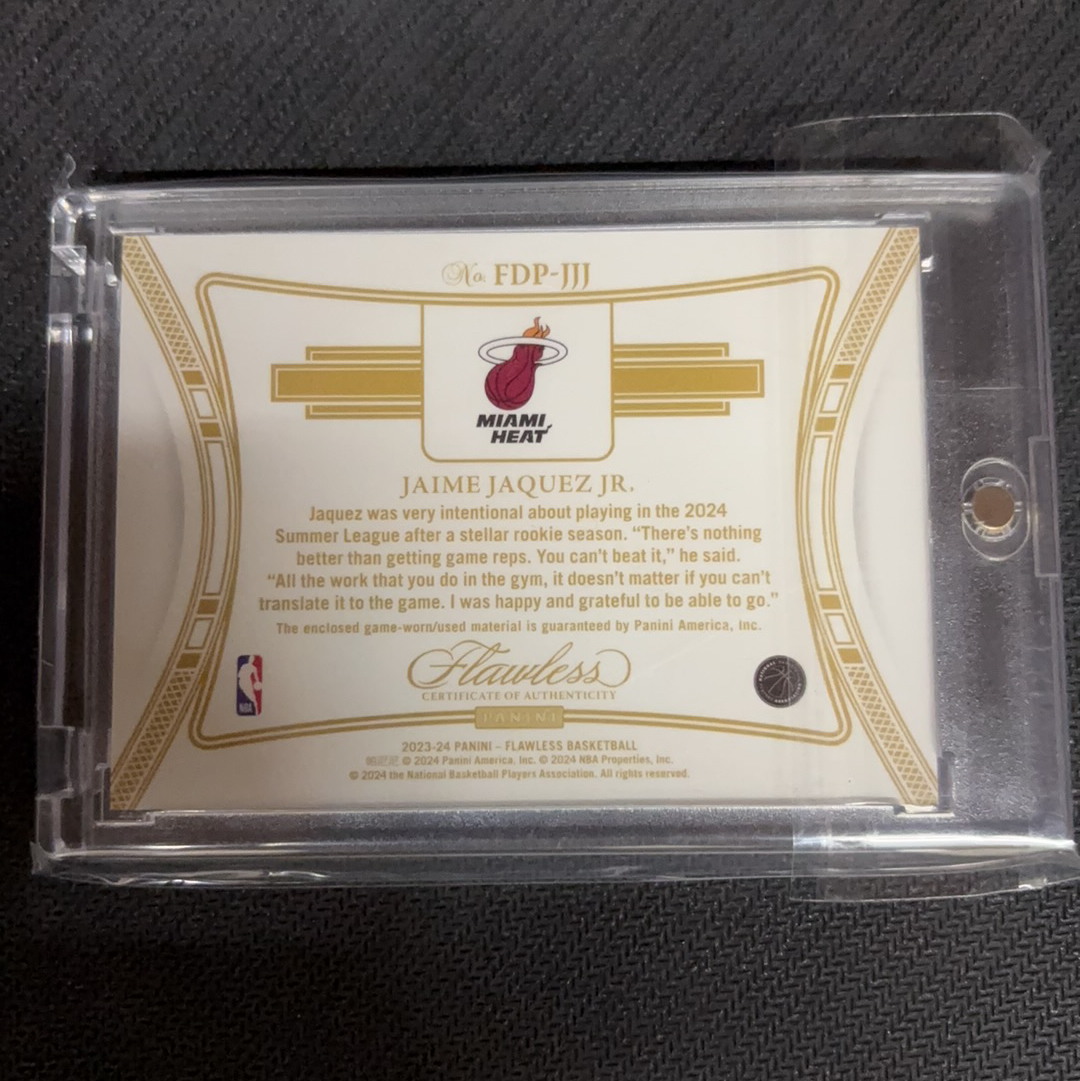 No. FDP-JJJ
MIAMI
HEAT
JAIME JAQUEZ JR.
Jaquez was very intentional about playing in the 2024
Summer League after a stellar rookie season. “There’s nothing
better than getting game reps. You can’t beat it,” he said.
“All the work that you do in the gym, it doesn’t matter if you can’t
translate it to the game. I was happy and grateful to be able to go.”
The enclosed game-worn/used material is guaranteed by Panini America, Inc.
Flawless
CERTIFICATE OF AUTHENTICITY
NBA
PANINI
2023-24 PANINI – FLAWLESS BASKETBALL
© 2024 Panini America, Inc. © 2024 NBA Properties, Inc.
© 2024 the National Basketball Players Association. All rights reserved.